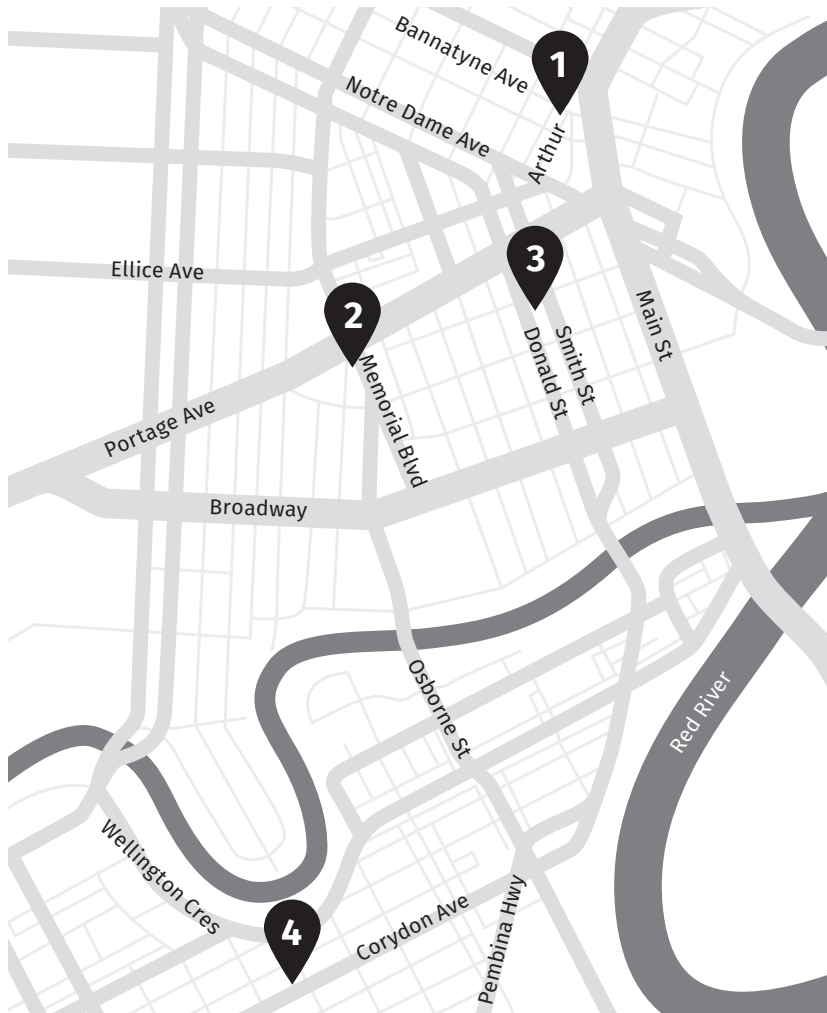 Bannatyne Ave
1
Notre Dame Ave
Arthur
3
Ellice Ave
2
Main St
Smith St
Donald St
Memorial Blvd
Portage Ave
Broadway
Osborne St
Red River
Wellington Cres
4
Corydon Ave
Pembina Hwy